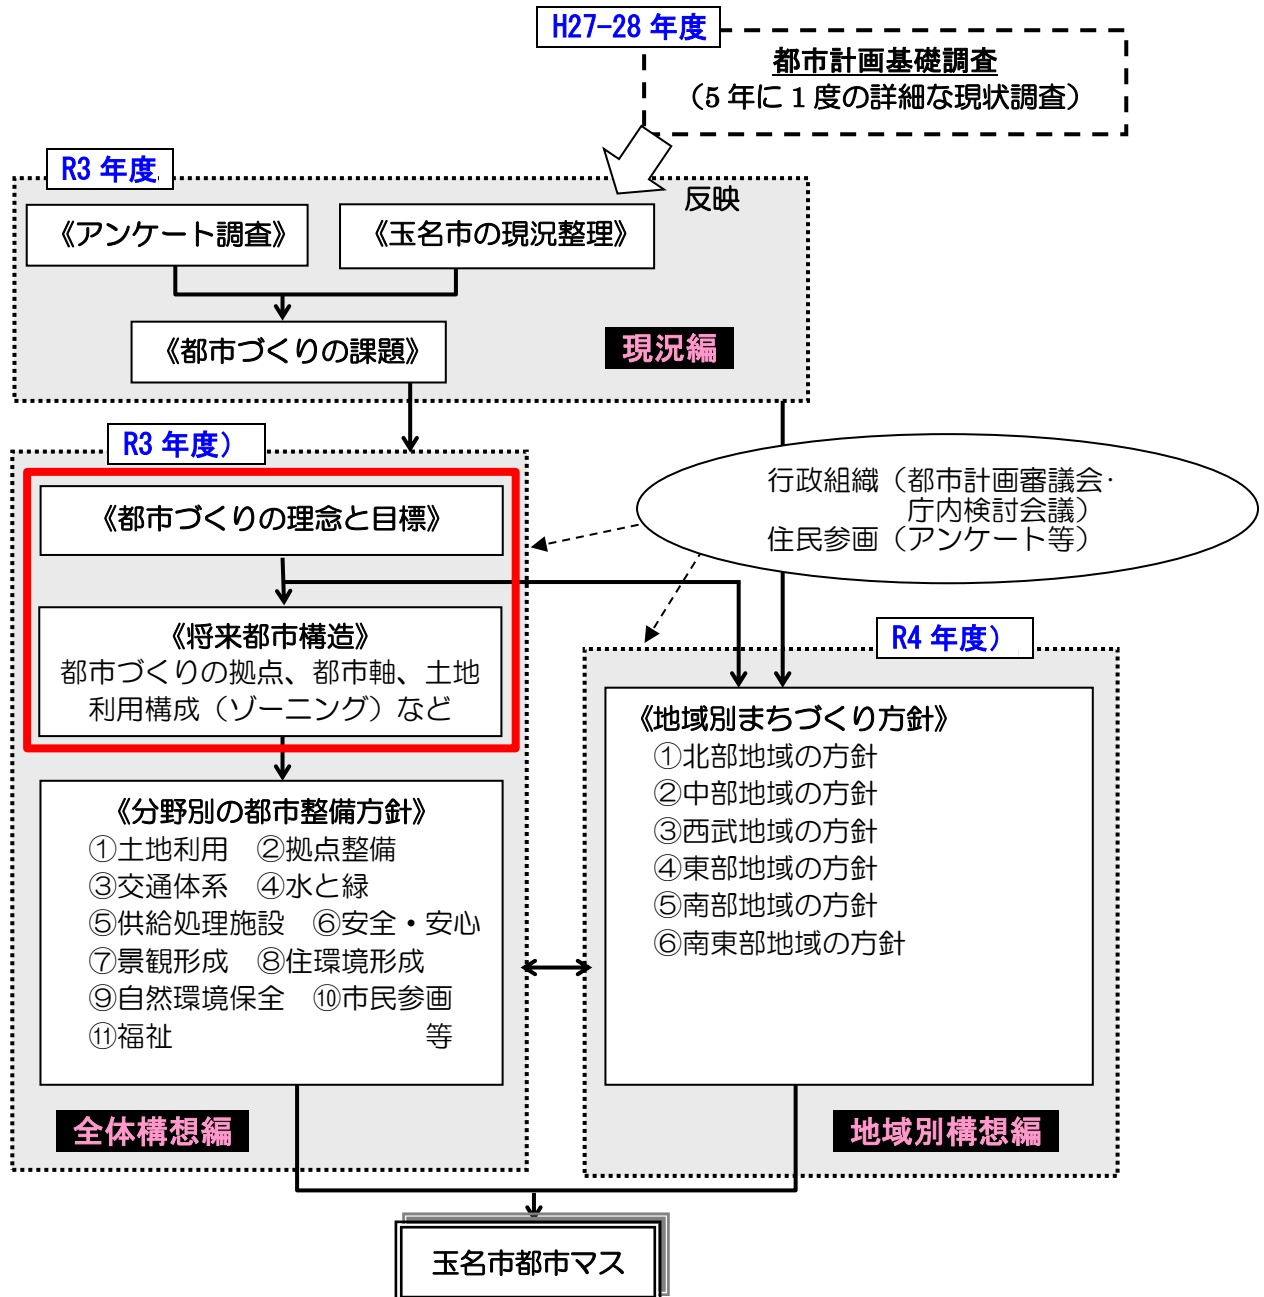 H27-28 年度
都市計画基礎調査
（5 年に 1 度の詳細な現状調査）
R3 年度
反映
《アンケート調査》
《玉名市の現況整理》
《都市づくりの課題》
現況編
R3 年度）
《都市づくりの理念と目標》
行政組織（都市計画審議会･
庁内検討会議）
住民参画（アンケート等）
《将来都市構造》
都市づくりの拠点、都市軸、土地
利用構成（ゾーニング）など
R4 年度）
《分野別の都市整備方針》
①土地利用　②拠点整備
③交通体系　④水と緑
⑤供給処理施設　⑥安全・安心
⑦景観形成　⑧住環境形成
⑨自然環境保全　⑩市民参画
⑪福祉　　　　　　　　　等
全体構想編
《地域別まちづくり方針》
①北部地域の方針
②中部地域の方針
③西武地域の方針
④東部地域の方針
⑤南部地域の方針
⑥南東部地域の方針
地域別構想編
玉名市都市マス